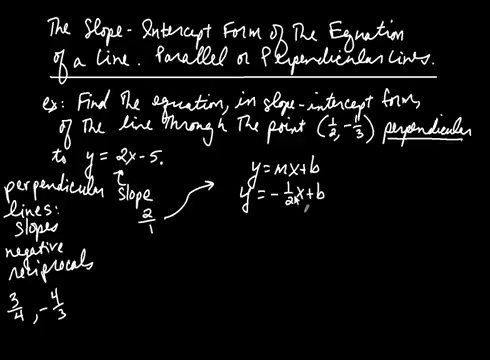 The Slope-Intercept Form of The Equation
of a Line. Parallel or Perpendicular Lines.
ex: Find The equation, in slope-intercept form,
of The line Through The point (1/2, -1/3) perpendicular
to y = 2x - 5.
perpendicular
lines:
slopes
negative
reciprocals
3/4, -4/3
slope
2/1
y = mx + b
y = -1/2 x + b